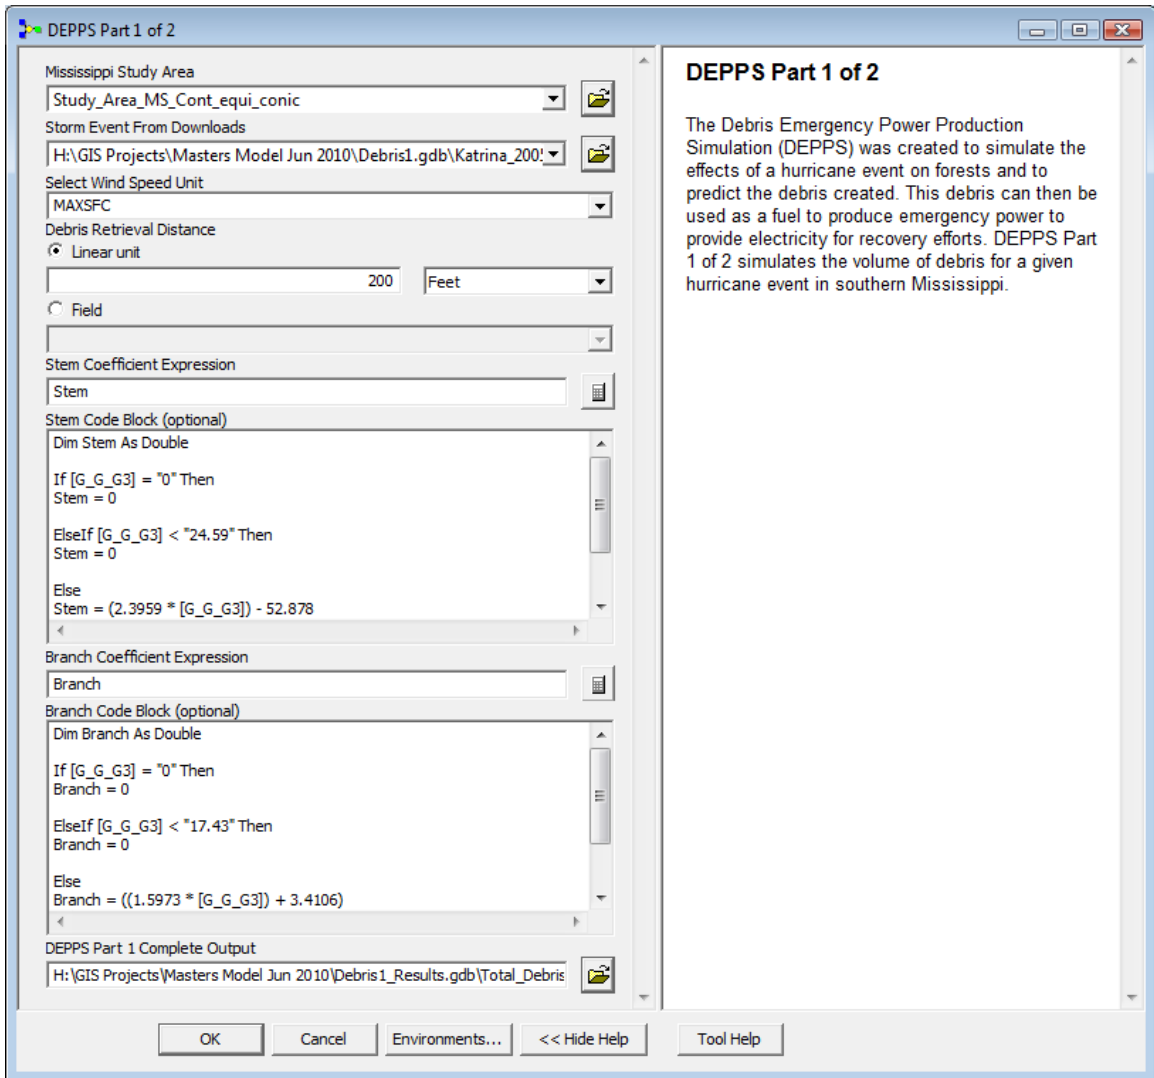 DEPPS Part 1 of 2
Mississippi Study Area
Study_Area_MS_Cont_equi_conic
Storm Event From Downloads
H:\GIS Projects\Masters Model Jun 2010\Debris1.gdb\Katrina_200
Select Wind Speed Unit
MAXSFC
Debris Retrieval Distance
Linear unit
200 Feet
Field
Stem Coefficient Expression
Stem
Stem Code Block (optional)
Dim Stem As Double
If [G_G_G3] = "0" Then
Stem = 0
ElseIf [G_G_G3] < "24.59" Then
Stem = 0
Else
Stem = (2.3959 * [G_G_G3]) - 52.878
Branch Coefficient Expression
Branch
Branch Code Block (optional)
Dim Branch As Double
If [G_G_G3] = "0" Then
Branch = 0
ElseIf [G_G_G3] < "17.43" Then
Branch = 0
Else
Branch = ((1.5973 * [G_G_G3]) + 3.4106)
DEPPS Part 1 Complete Output
H:\GIS Projects\Masters Model Jun 2010\Debris1_Results.gdb\Total_Debris
DEPPS Part 1 of 2
The Debris Emergency Power Production
Simulation (DEPPS) was created to simulate the
effects of a hurricane event on forests and to
predict the debris created. This debris can then be
used as a fuel to produce emergency power to
provide electricity for recovery efforts. DEPPS Part
1 of 2 simulates the volume of debris for a given
hurricane event in southern Mississippi.
OK Cancel Environments... << Hide Help Tool Help